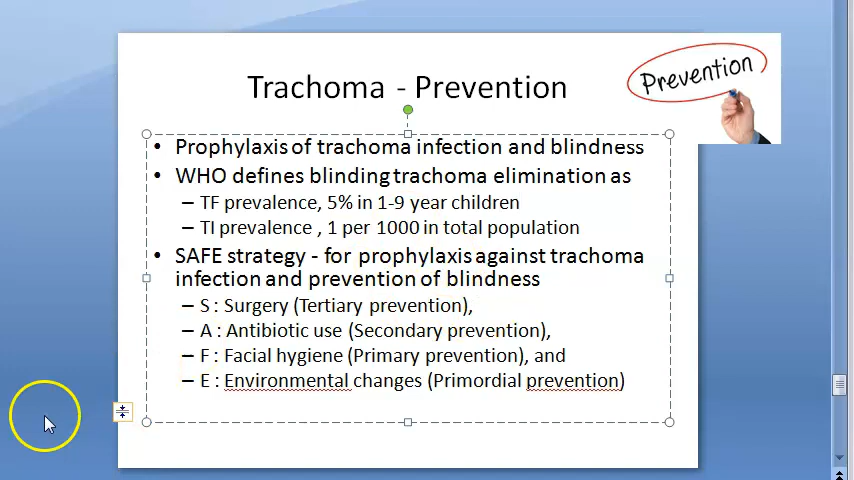 Trachoma - Prevention
Prevention
• Prophylaxis of trachoma infection and blindness
• WHO defines blinding trachoma elimination as
– TF prevalence, 5% in 1-9 year children
– TI prevalence , 1 per 1000 in total population
• SAFE strategy - for prophylaxis against trachoma
infection and prevention of blindness
– S : Surgery (Tertiary prevention),
– A : Antibiotic use (Secondary prevention),
– F : Facial hygiene (Primary prevention), and
– E : Environmental changes (Primordial prevention)